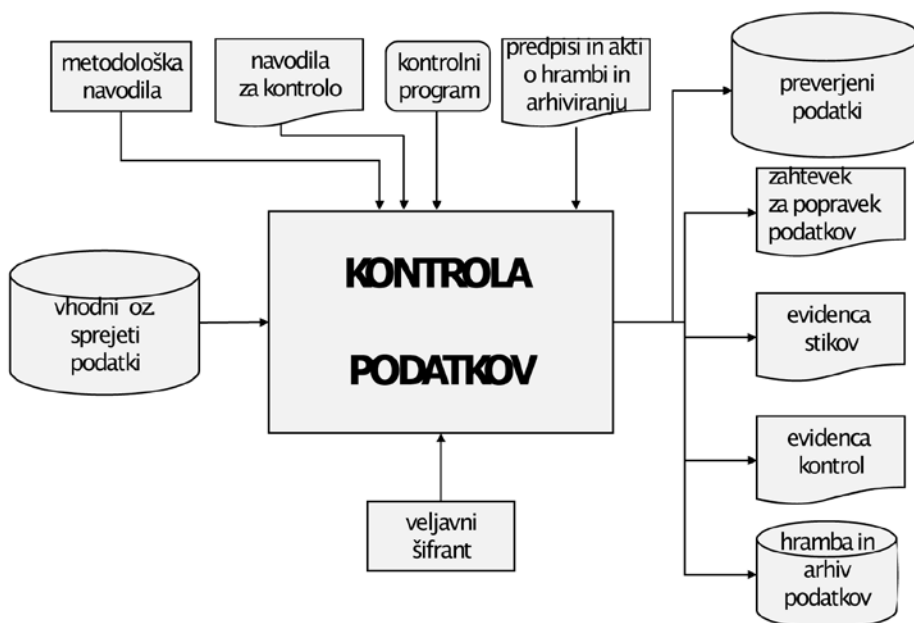 metodološka
navodila
navodila
za kontrolo
kontrolni
program
predpisi in akti
o hrambi in
arhiviranju
preverjeni
podatki
zahtevek
za popravek
podatkov
KONTROLA
PODATKOV
vhodni oz.
sprejeti
podatki
evidenca
stikov
evidenca
kontrol
veljavni
šifrant
hramba in
arhiv
podatkov